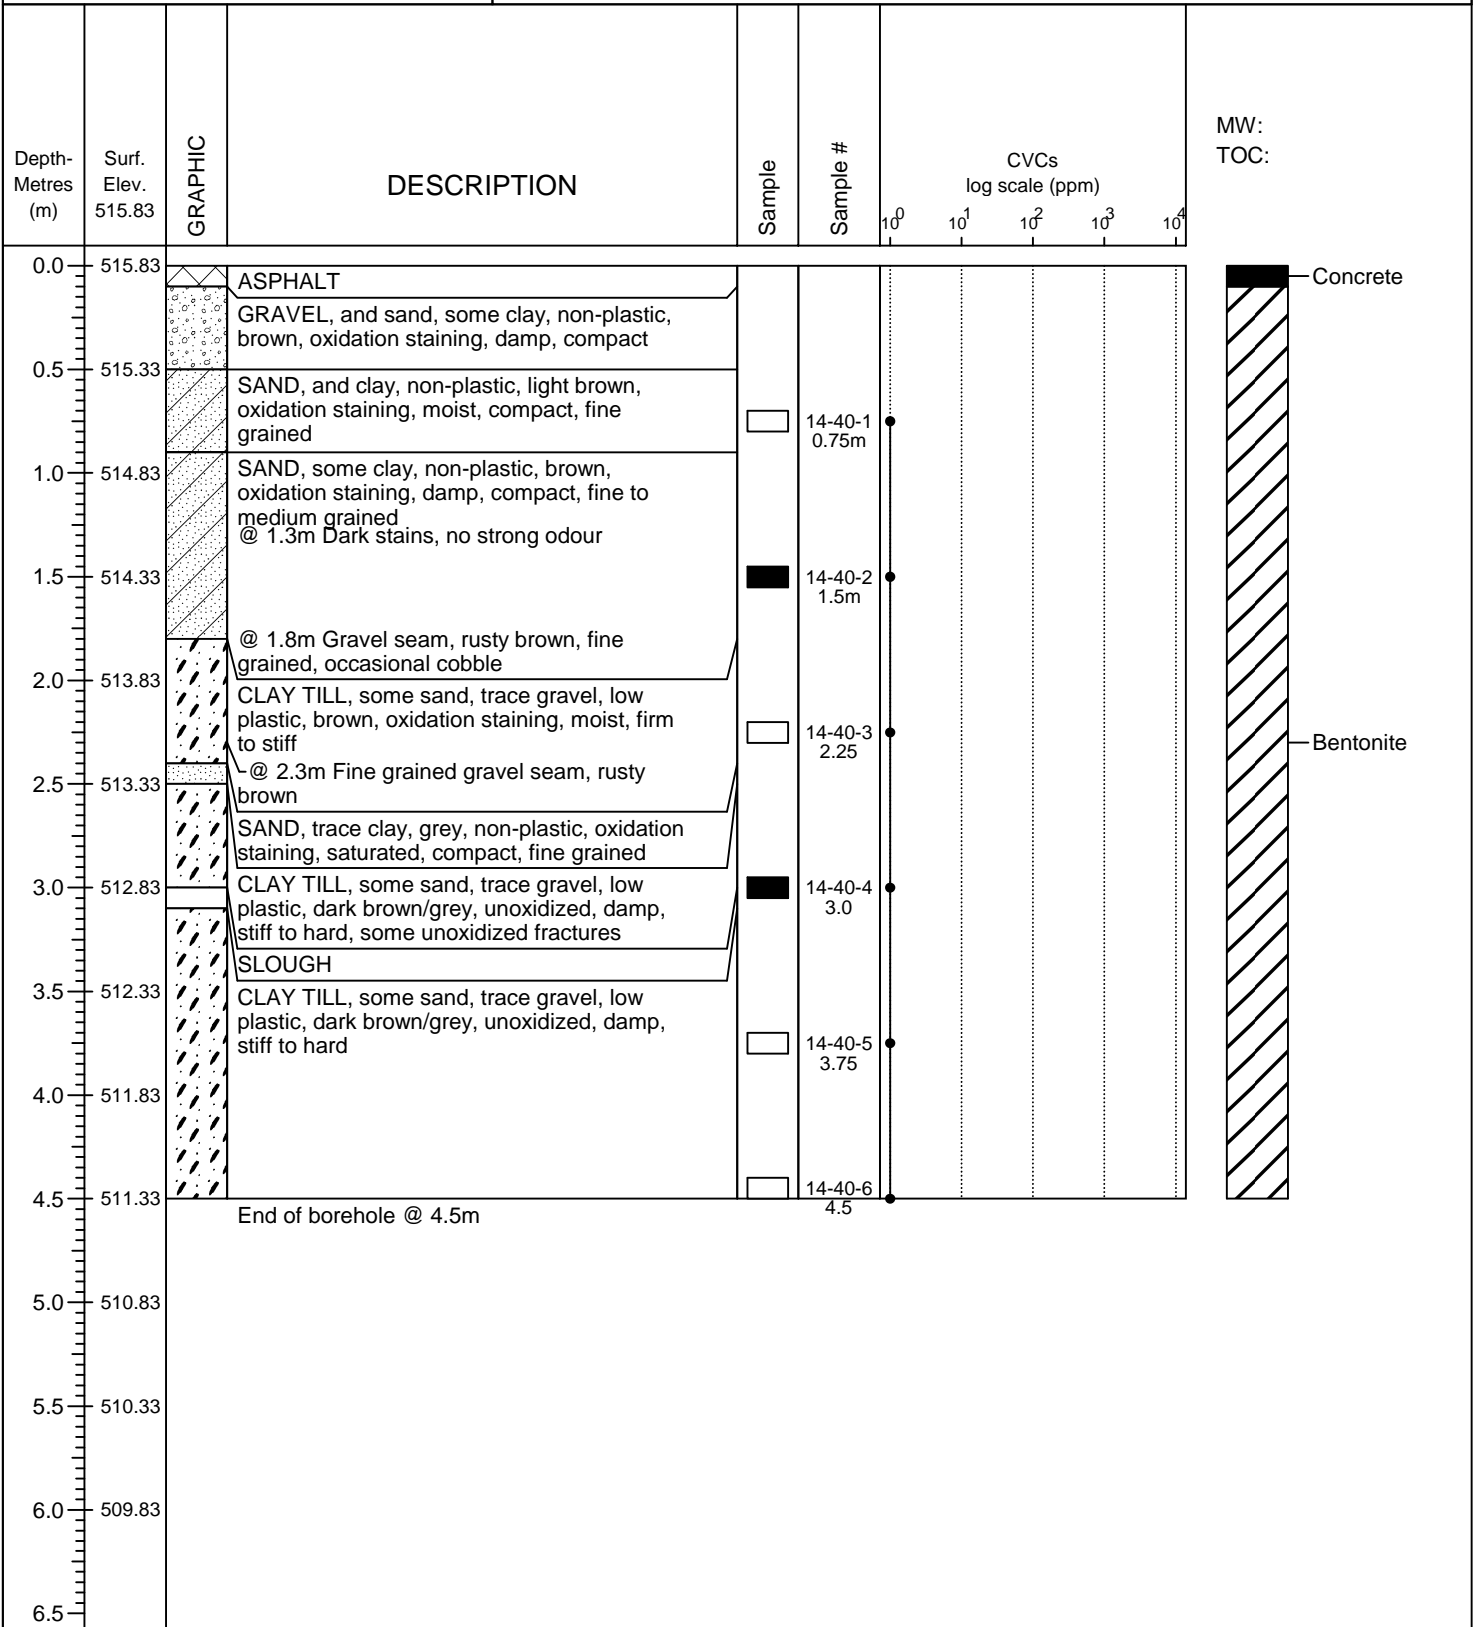 Depth-
Metres
(m)
Surf.
Elev.
515.83
GRAPHIC
DESCRIPTION
Sample
Sample #
CVCs
log scale (ppm)
10^0 10^1 10^2 10^3 10^4
MW:
TOC:
0.0 515.83
ASPHALT
Concrete
GRAVEL, and sand, some clay, non-plastic,
brown, oxidation staining, damp, compact
0.5 515.33
SAND, and clay, non-plastic, light brown,
oxidation staining, moist, compact, fine
grained
14-40-1
0.75m
1.0 514.83
SAND, some clay, non-plastic, brown,
oxidation staining, damp, compact, fine to
medium grained
@ 1.3m Dark stains, no strong odour
1.5 514.33
14-40-2
1.5m
@ 1.8m Gravel seam, rusty brown, fine
grained, occasional cobble
2.0 513.83
CLAY TILL, some sand, trace gravel, low
plastic, brown, oxidation staining, moist, firm
to stiff
14-40-3
2.25
Bentonite
@ 2.3m Fine grained gravel seam, rusty
brown
2.5 513.33
SAND, trace clay, grey, non-plastic, oxidation
staining, saturated, compact, fine grained
3.0 512.83
CLAY TILL, some sand, trace gravel, low
plastic, dark brown/grey, unoxidized, damp,
stiff to hard, some unoxidized fractures
14-40-4
3.0
SLOUGH
3.5 512.33
CLAY TILL, some sand, trace gravel, low
plastic, dark brown/grey, unoxidized, damp,
stiff to hard
14-40-5
3.75
4.0 511.83
4.5 511.33
14-40-6
4.5
End of borehole @ 4.5m
5.0 510.83
5.5 510.33
6.0 509.83
6.5